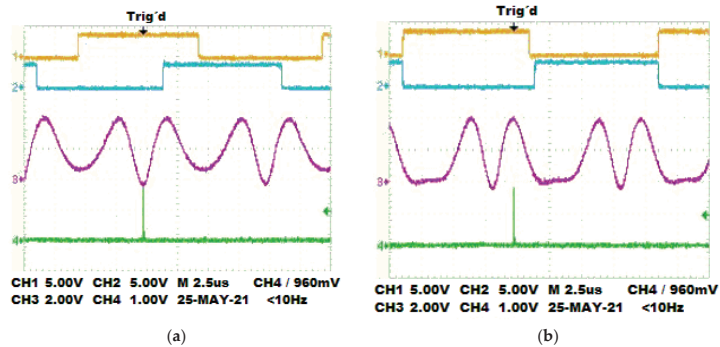 Trig´d
1
2
3
4
CH1 5.00V CH2 5.00V M 2.5us CH4 / 960mV
CH3 2.00V CH4 1.00V 25-MAY-21 <10Hz
(a)
Trig´d
1
2
3
4
CH1 5.00V CH2 5.00V M 2.5us CH4 / 960mV
CH3 2.00V CH4 1.00V 25-MAY-21 <10Hz
(b)